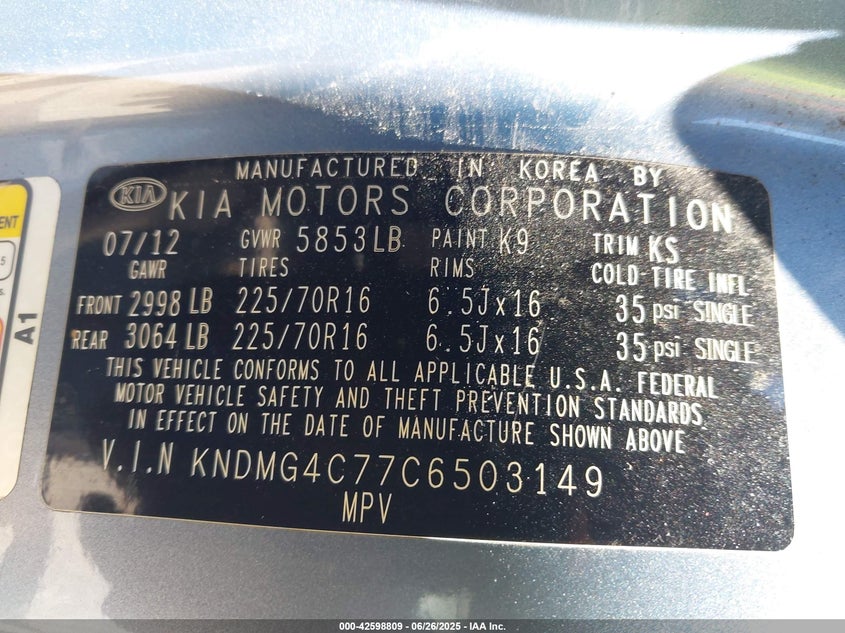 MANUFACTURED IN KOREA BY
KIA KIA MOTORS CORPORATION
07/12 GVWR 5853LB PAINT K9 TRIM KS
GAWR TIRES RIMS COLD TIRE INFL
FRONT 2998 LB 225/70R16 6.5Jx16 35 psi SINGLE
REAR 3064 LB 225/70R16 6.5Jx16 35 psi SINGLE
THIS VEHICLE CONFORMS TO ALL APPLICABLE U.S.A. FEDERAL
MOTOR VEHICLE SAFETY AND THEFT PREVENTION STANDARDS
IN EFFECT ON THE DATE OF MANUFACTURE SHOWN ABOVE
V.I.N KNDMG4C77C6503149
MPV
A1
000-42598809 - 06/26/2025 - IAA Inc.